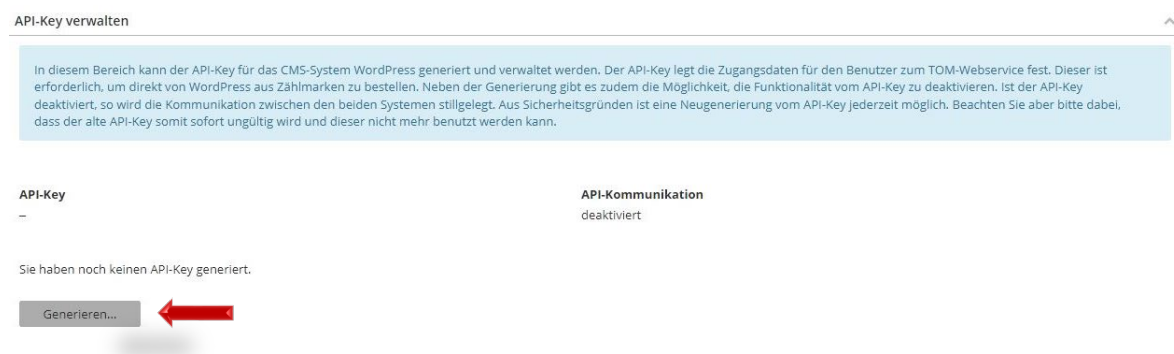 API-Key verwalten
In diesem Bereich kann der API-Key für das CMS-System WordPress generiert und verwaltet werden. Der API-Key legt die Zugangsdaten für den Benutzer zum TOM-Webservice fest. Dieser ist
erforderlich, um direkt von WordPress aus Zählmarken zu bestellen. Neben der Generierung gibt es zudem die Möglichkeit, die Funktionalität vom API-Key zu deaktivieren. Ist der API-Key
deaktiviert, so wird die Kommunikation zwischen den beiden Systemen stillgelegt. Aus Sicherheitsgründen ist eine Neugenerierung vom API-Key jederzeit möglich. Beachten Sie aber bitte dabei,
dass der alte API-Key somit sofort ungültig wird und dieser nicht mehr benutzt werden kann.
API-Key
–
API-Kommunikation
deaktiviert
Sie haben noch keinen API-Key generiert.
Generieren...